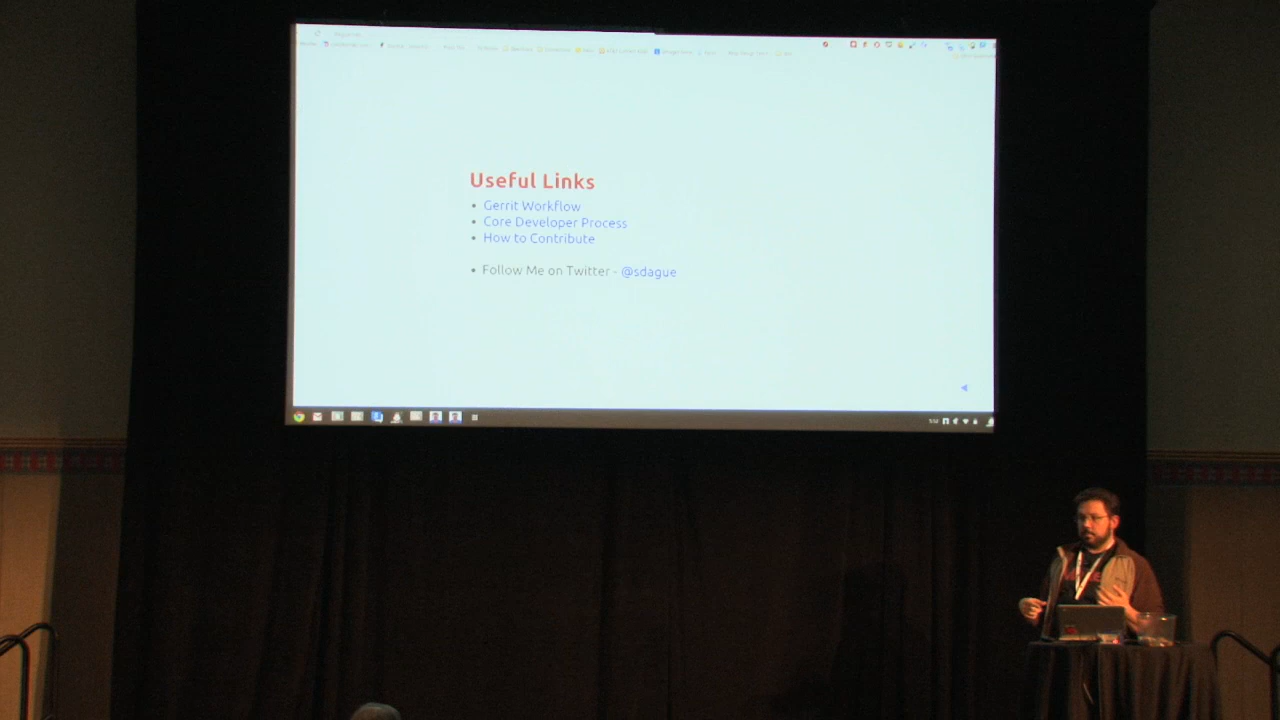 Useful Links
• Gerrit Workflow
• Core Developer Process
• How to Contribute
• Follow Me on Twitter - @sdague